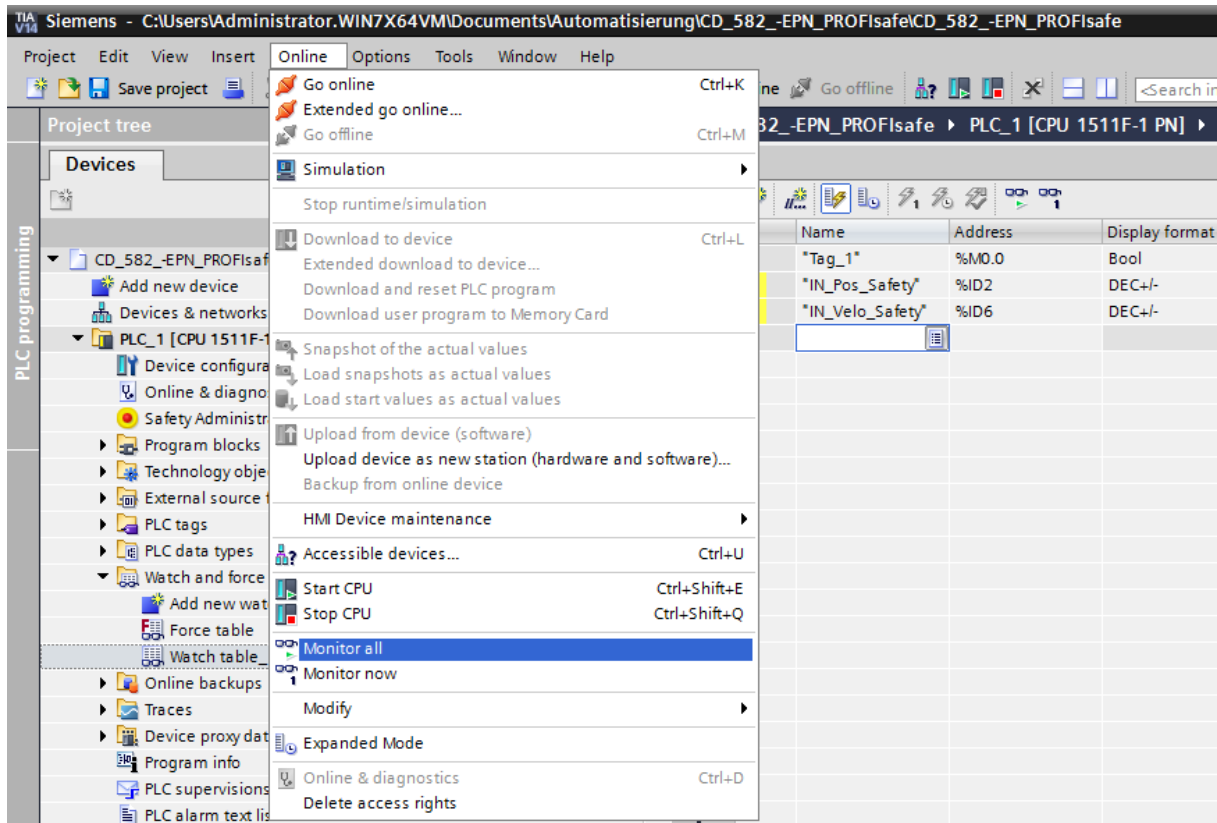 TIA V14 Siemens - C:\Users\Administrator.WIN7X64VM\Documents\Automatisierung\CD_582_-EPN_PROFIsafe\CD_582_-EPN_PROFIsafe
Project Edit View Insert Online Options Tools Window Help
Save project
ne Go offline <Search in
Project tree
32_-EPN_PROFIsafe PLC_1 [CPU 1511F-1 PN]
Devices
PLC programming
CD_582_-EPN_PROFIsaf
Add new device
Devices & networks
PLC_1 [CPU 1511F-1
Device configura
Online & diagno
Safety Administr
Program blocks
Technology obje
External source f
PLC tags
PLC data types
Watch and force
Add new wat
Force table
Watch table_
Online backups
Traces
Device proxy dat
Program info
PLC supervisions
PLC alarm text lis
Go online Ctrl+K
Extended go online...
Go offline Ctrl+M
Simulation
Stop runtime/simulation
Download to device Ctrl+L
Extended download to device...
Download and reset PLC program
Download user program to Memory Card
Snapshot of the actual values
Load snapshots as actual values
Load start values as actual values
Upload from device (software)
Upload device as new station (hardware and software)...
Backup from online device
HMI Device maintenance
Accessible devices... Ctrl+U
Start CPU Ctrl+Shift+E
Stop CPU Ctrl+Shift+Q
Monitor all
Monitor now
Modify
Expanded Mode
Online & diagnostics Ctrl+D
Delete access rights
Name Address Display format
"Tag_1" %M0.0 Bool
"IN_Pos_Safety" %ID2 DEC+/-
"IN_Velo_Safety" %ID6 DEC+/-